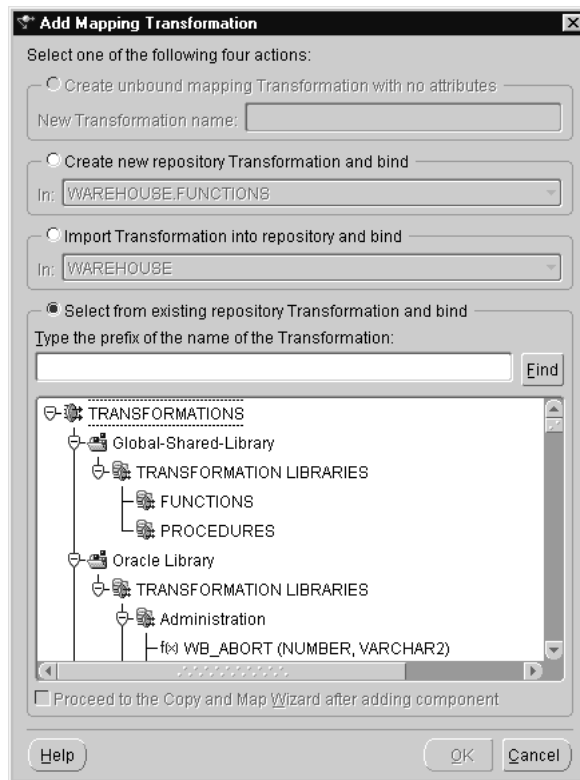 Add Mapping Transformation
Select one of the following four actions:
Create unbound mapping Transformation with no attributes
New Transformation name:
Create new repository Transformation and bind
In: WAREHOUSE.FUNCTIONS
Import Transformation into repository and bind
In: WAREHOUSE
Select from existing repository Transformation and bind
Type the prefix of the name of the Transformation:
Find
TRANSFORMATIONS
Global-Shared-Library
TRANSFORMATION LIBRARIES
FUNCTIONS
PROCEDURES
Oracle Library
TRANSFORMATION LIBRARIES
Administration
f(x) WB_ABORT (NUMBER, VARCHAR2)
Proceed to the Copy and Map Wizard after adding component
Help OK Cancel